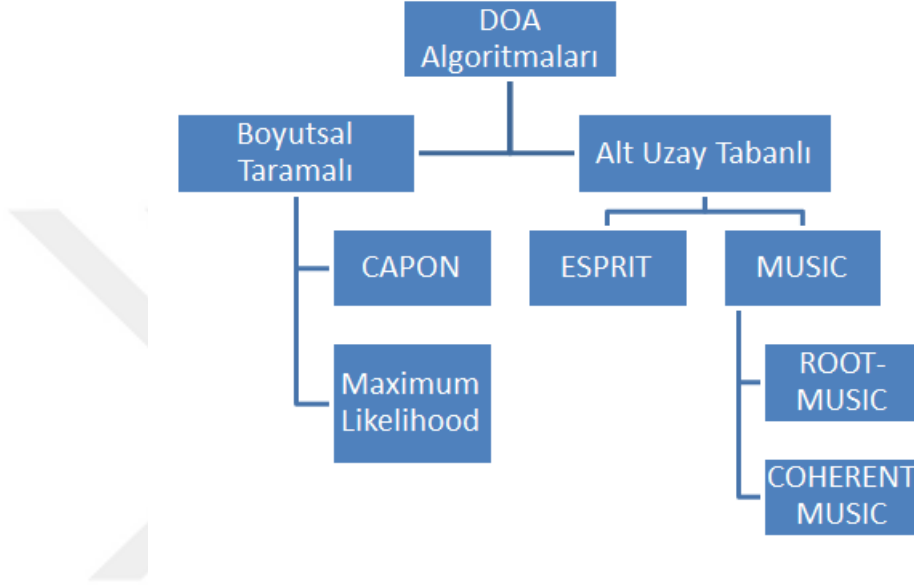 DOA
Algoritmaları
Boyutsal
Taramalı
Alt Uzay Tabanlı
CAPON
ESPRIT
MUSIC
Maximum
Likelihood
ROOT-
MUSIC
COHERENT
MUSIC